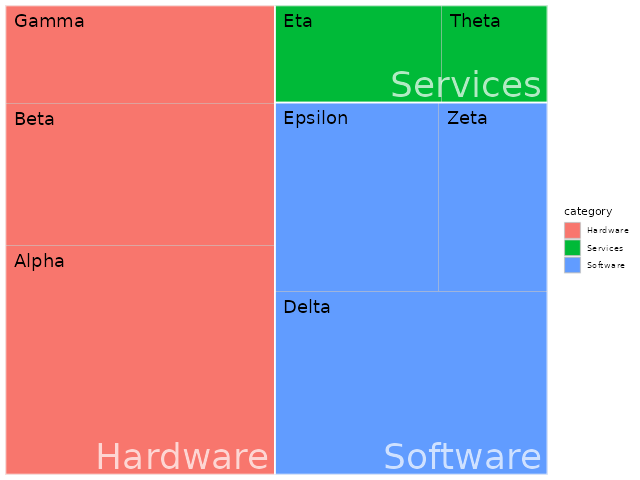 Gamma
Eta
Theta
Services
Beta
Epsilon
Zeta
Alpha
Delta
Hardware
Software
category
Hardware
Services
Software